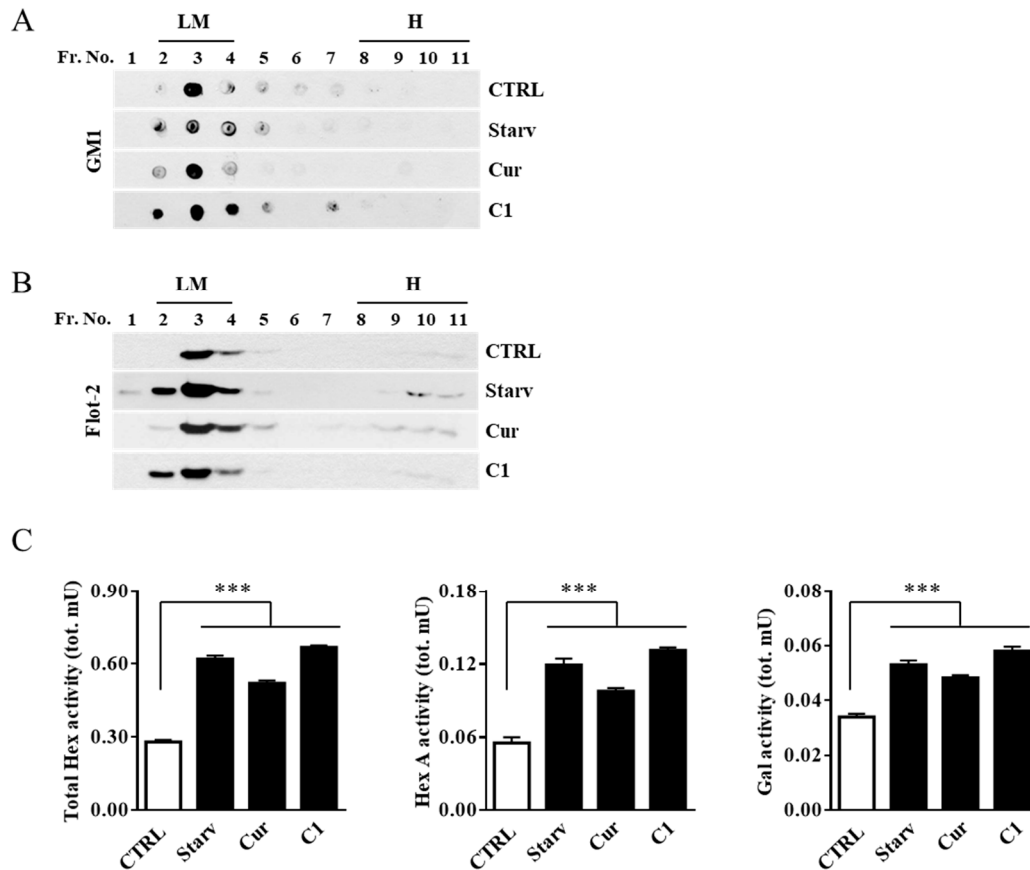 A
LM H
Fr. No. 1 2 3 4 5 6 7 8 9 10 11
GM1
CTRL
Starv
Cur
C1
B
LM H
Fr. No. 1 2 3 4 5 6 7 8 9 10 11
Flot-2
CTRL
Starv
Cur
C1
C
Total Hex activity (tot. mU)
0.90
0.60
0.30
0.00
***
CTRL Starv Cur C1
Hex A activity (tot. mU)
0.18
0.12
0.06
0.00
***
CTRL Starv Cur C1
Gal activity (tot. mU)
0.08
0.06
0.04
0.02
0.00
***
CTRL Starv Cur C1